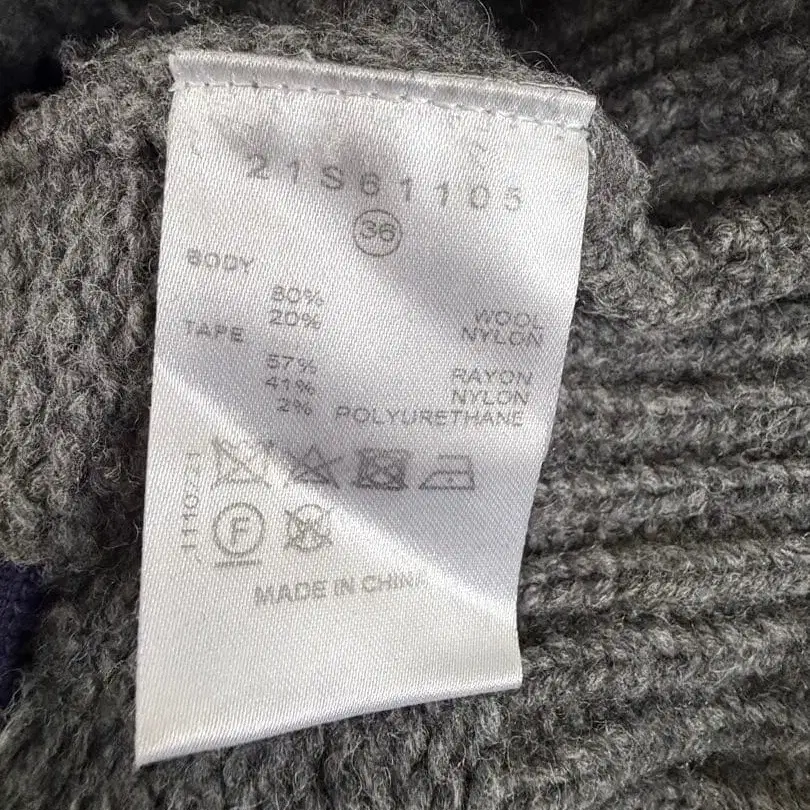 21S61105
36
BODY
80% WOOL
20% NYLON
TAPE
57% RAYON
41% NYLON
2% POLYURETHANE
F
MADE IN CHINA